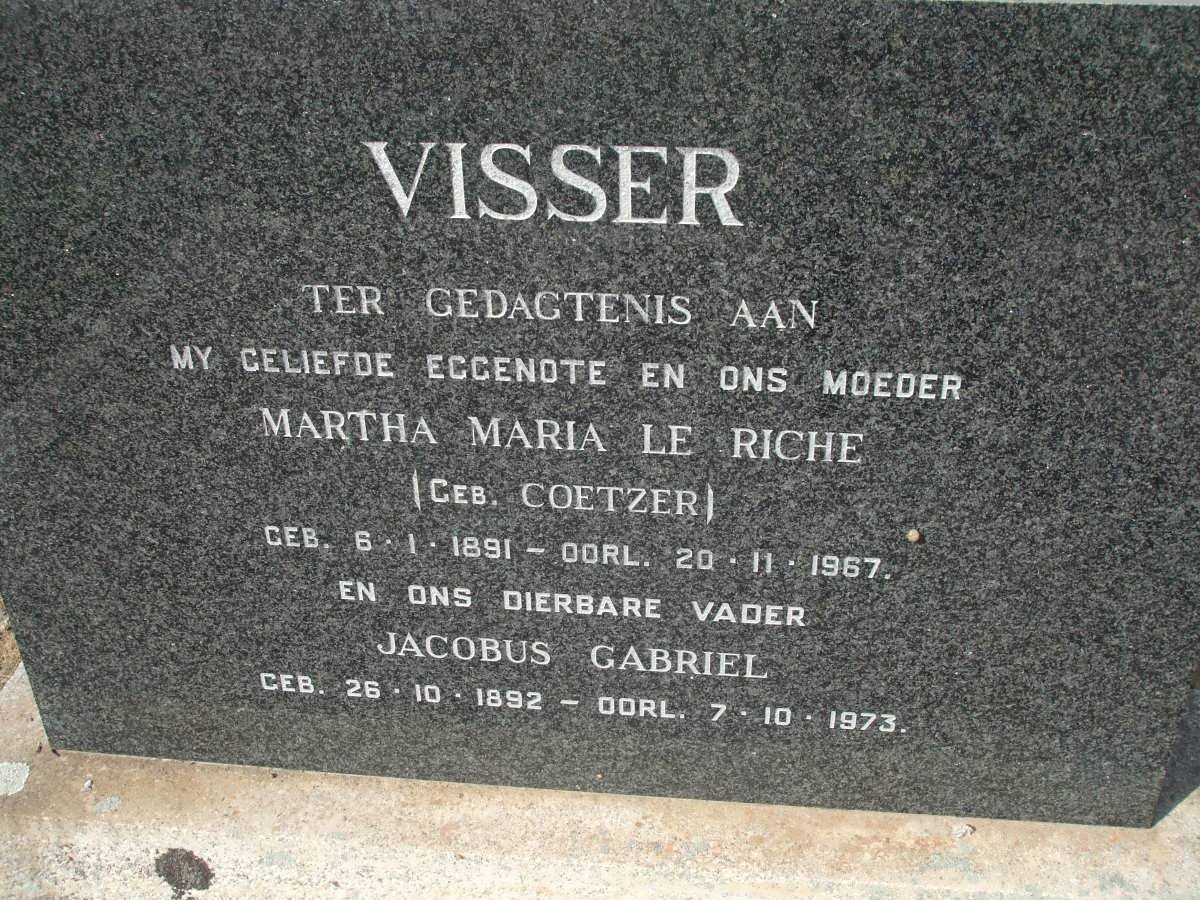 VISSER
TER GEDAGTENIS AAN
MY GELIEFDE EGGENOTE EN ONS MOEDER
MARTHA MARIA LE RICHE
(GEB. COETZER)
GEB. 6·1·1891 – OORL. 20·11·1967.
EN ONS DIERBARE VADER
JACOBUS GABRIEL
GEB. 26·10·1892 – OORL. 7·10·1973.